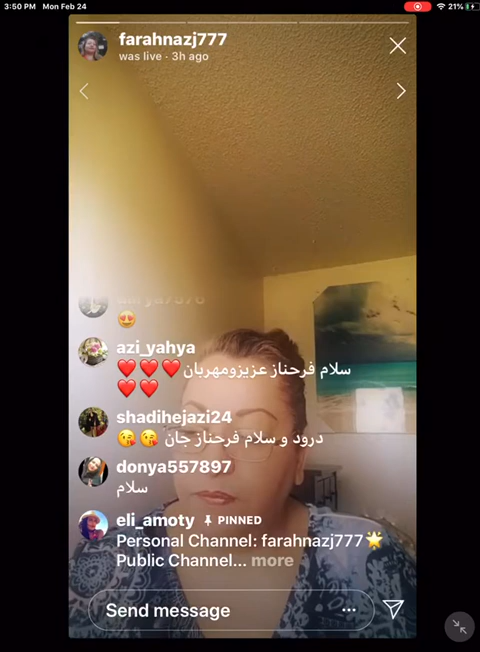 3:50 PM Mon Feb 24
21%
farahnazj777
was live · 3h ago
azi_yahya
سلام فرحناز عزیزومهربان❤️❤️❤️
❤️❤️
shadihejazi24
درود و سلام فرحناز جان 😘😘
donya557897
سلام
eli_amoty PINNED
Personal Channel: farahnazj777🌟
Public Channel... more
Send message